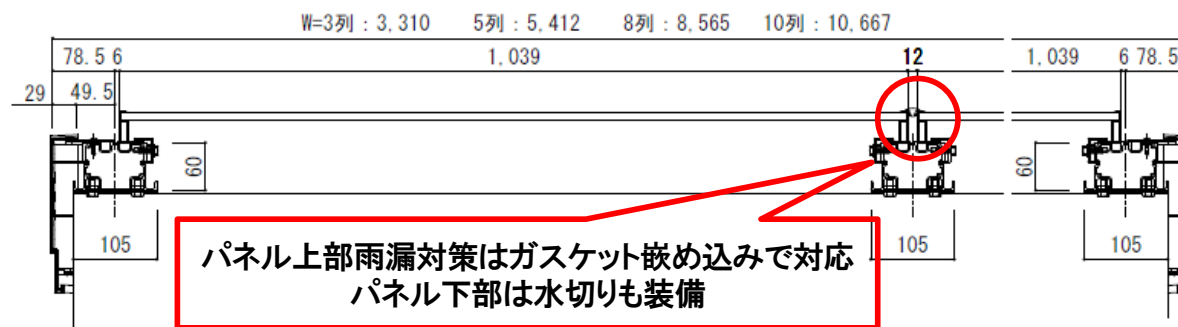 W=3列：3,310　5列：5,412　8列：8,565　10列：10,667
78.5 6　1,039　12　1,039　6 78.5
29　49.5
60　60
105　105　105
パネル上部雨漏対策はガスケット嵌め込みで対応
パネル下部は水切りも装備